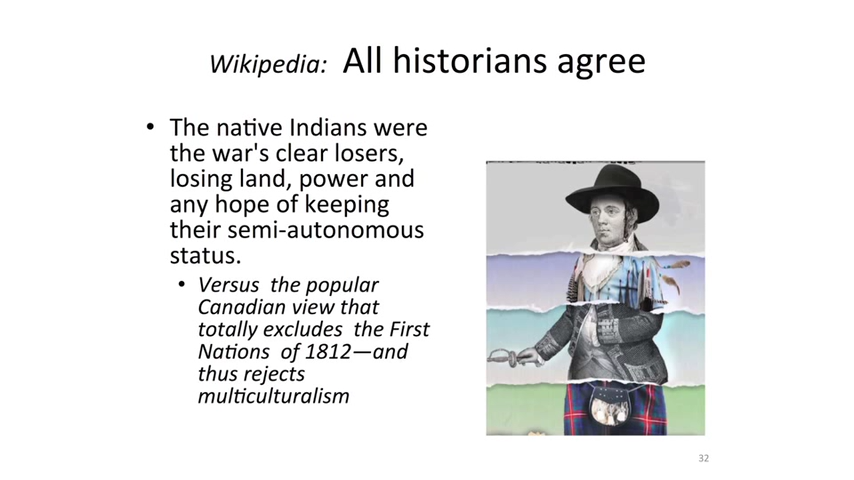 Wikipedia: All historians agree
• The native Indians were
the war's clear losers,
losing land, power and
any hope of keeping
their semi-autonomous
status.
• Versus the popular
Canadian view that
totally excludes the First
Nations of 1812—and
thus rejects
multiculturalism
32